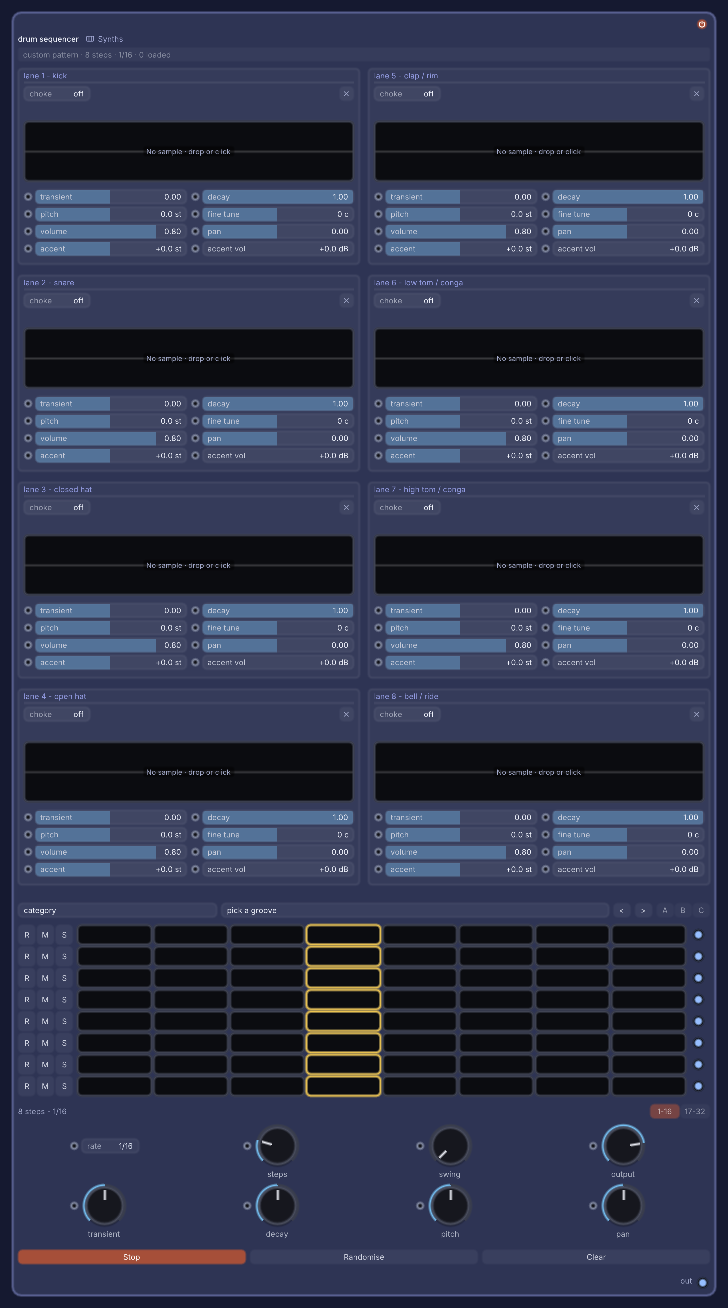 drum sequencer Synths
custom pattern · 8 steps · 1/16 · 0 loaded
lane 1 - kick
choke off ×
No sample · drop or click
transient 0.00 decay 1.00
pitch 0.0 st fine tune 0 c
volume 0.80 pan 0.00
accent +0.0 st accent vol +0.0 dB
lane 5 - clap / rim
choke off ×
No sample · drop or click
transient 0.00 decay 1.00
pitch 0.0 st fine tune 0 c
volume 0.80 pan 0.00
accent +0.0 st accent vol +0.0 dB
lane 2 - snare
choke off ×
No sample · drop or click
transient 0.00 decay 1.00
pitch 0.0 st fine tune 0 c
volume 0.80 pan 0.00
accent +0.0 st accent vol +0.0 dB
lane 6 - low tom / conga
choke off ×
No sample · drop or click
transient 0.00 decay 1.00
pitch 0.0 st fine tune 0 c
volume 0.80 pan 0.00
accent +0.0 st accent vol +0.0 dB
lane 3 - closed hat
choke off ×
No sample · drop or click
transient 0.00 decay 1.00
pitch 0.0 st fine tune 0 c
volume 0.80 pan 0.00
accent +0.0 st accent vol +0.0 dB
lane 7 - high tom / conga
choke off ×
No sample · drop or click
transient 0.00 decay 1.00
pitch 0.0 st fine tune 0 c
volume 0.80 pan 0.00
accent +0.0 st accent vol +0.0 dB
lane 4 - open hat
choke off ×
No sample · drop or click
transient 0.00 decay 1.00
pitch 0.0 st fine tune 0 c
volume 0.80 pan 0.00
accent +0.0 st accent vol +0.0 dB
lane 8 - bell / ride
choke off ×
No sample · drop or click
transient 0.00 decay 1.00
pitch 0.0 st fine tune 0 c
volume 0.80 pan 0.00
accent +0.0 st accent vol +0.0 dB
category pick a groove < > A B C
R M S
R M S
R M S
R M S
R M S
R M S
R M S
R M S
8 steps · 1/16 1-16 17-32
rate 1/16 steps swing output
transient decay pitch pan
Stop Randomise Clear
out